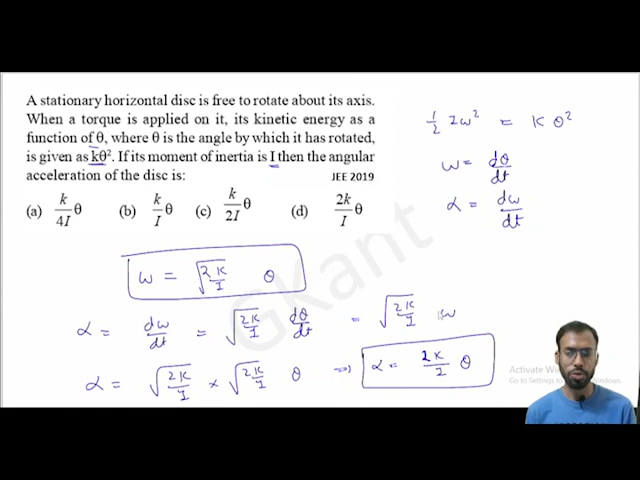 A stationary horizontal disc is free to rotate about its axis.
When a torque is applied on it, its kinetic energy as a
function of θ, where θ is the angle by which it has rotated,
is given as kθ². If its moment of inertia is I then the angular
acceleration of the disc is: JEE 2019
(a) k/4I θ (b) k/I θ (c) k/2I θ (d) 2k/I θ
1/2 Iω² = K θ²
ω = dθ/dt
α = dω/dt
ω = √(2K/I) θ
α = dω/dt = √(2K/I) dθ/dt = √(2K/I) ω
α = √(2K/I) × √(2K/I) θ ⇒ α = 2K/I θ
GKant
Activate Win
Go to Settings to windows.